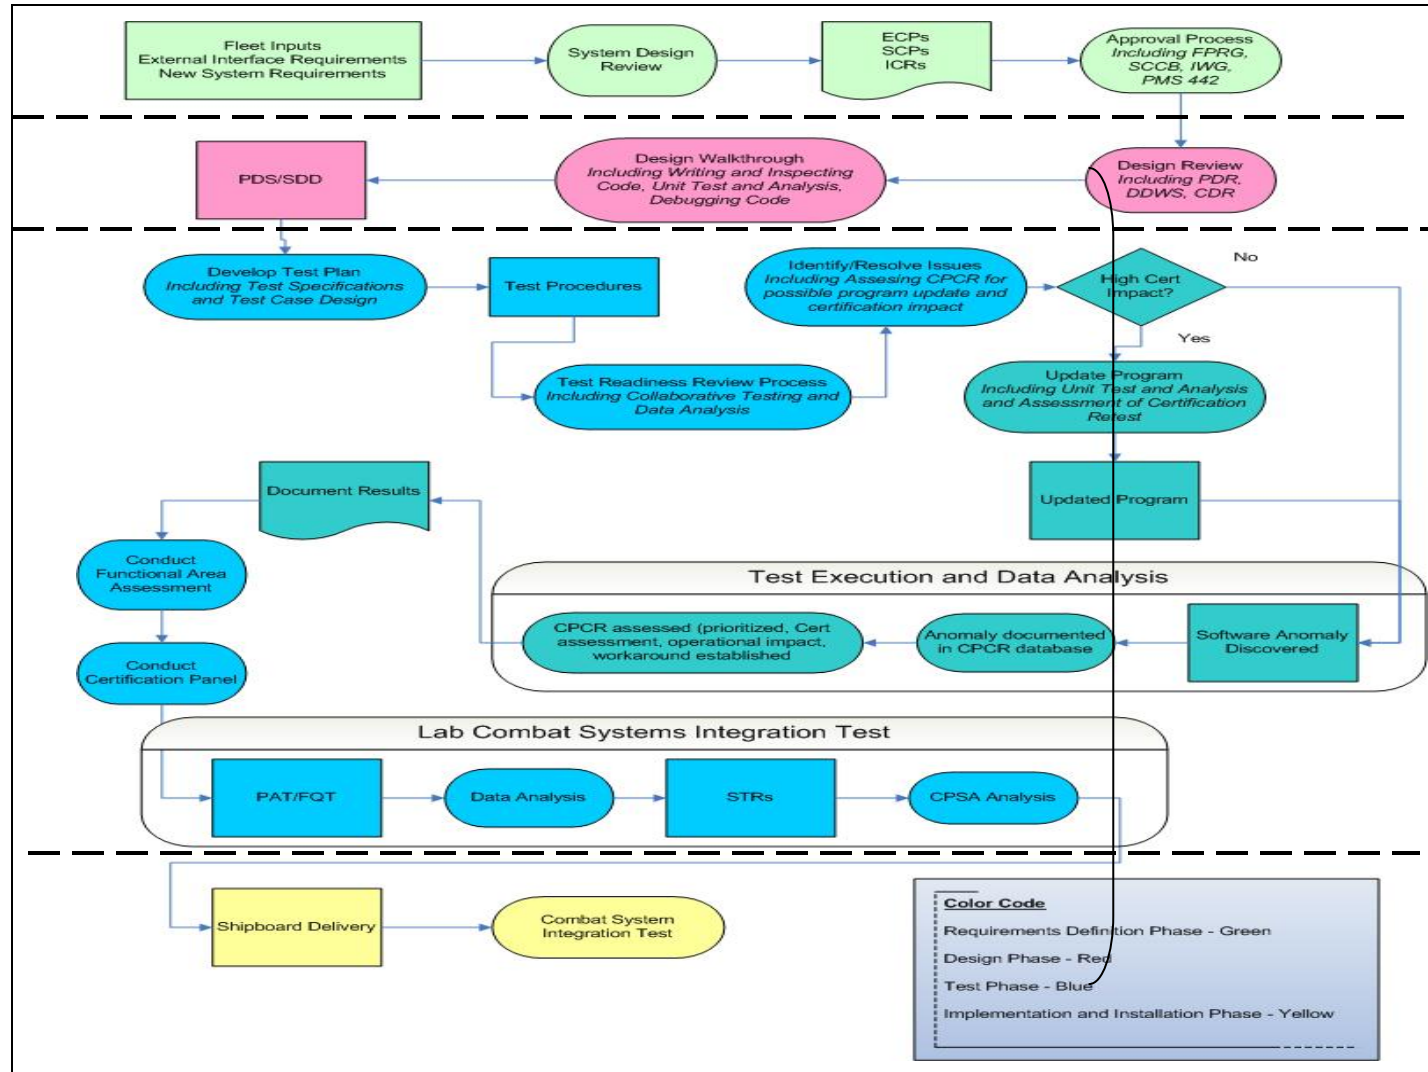 Fleet Inputs
External Interface Requirements
New System Requirements
System Design
Review
ECPs
SCPs
ICRs
Approval Process
Including FPRG,
SCCB, IWG,
PMS 442
PDS/SDD
Design Walkthrough
Including Writing and Inspecting
Code, Unit Test and Analysis,
Debugging Code
Design Review
Including PDR,
DDWS, CDR
Develop Test Plan
Including Test Specifications
and Test Case Design
Test Procedures
Identify/Resolve Issues
Including Assesing CPCR for
possible program update and
certification impact
High Cert
Impact?
No
Yes
Test Readiness Review Process
Including Collaborative Testing and
Data Analysis
Update Program
Including Unit Test and Analysis
and Assessment of Certification
Retest
Document Results
Updated Program
Conduct
Functional Area
Assessment
Test Execution and Data Analysis
CPCR assessed (prioritized, Cert
assessment, operational impact,
workaround established
Anomaly documented
in CPCR database
Software Anomaly
Discovered
Conduct
Certification Panel
Lab Combat Systems Integration Test
PAT/FQT
Data Analysis
STRs
CPSA Analysis
Shipboard Delivery
Combat System
Integration Test
Color Code
Requirements Definition Phase - Green
Design Phase - Red
Test Phase - Blue
Implementation and Installation Phase - Yellow